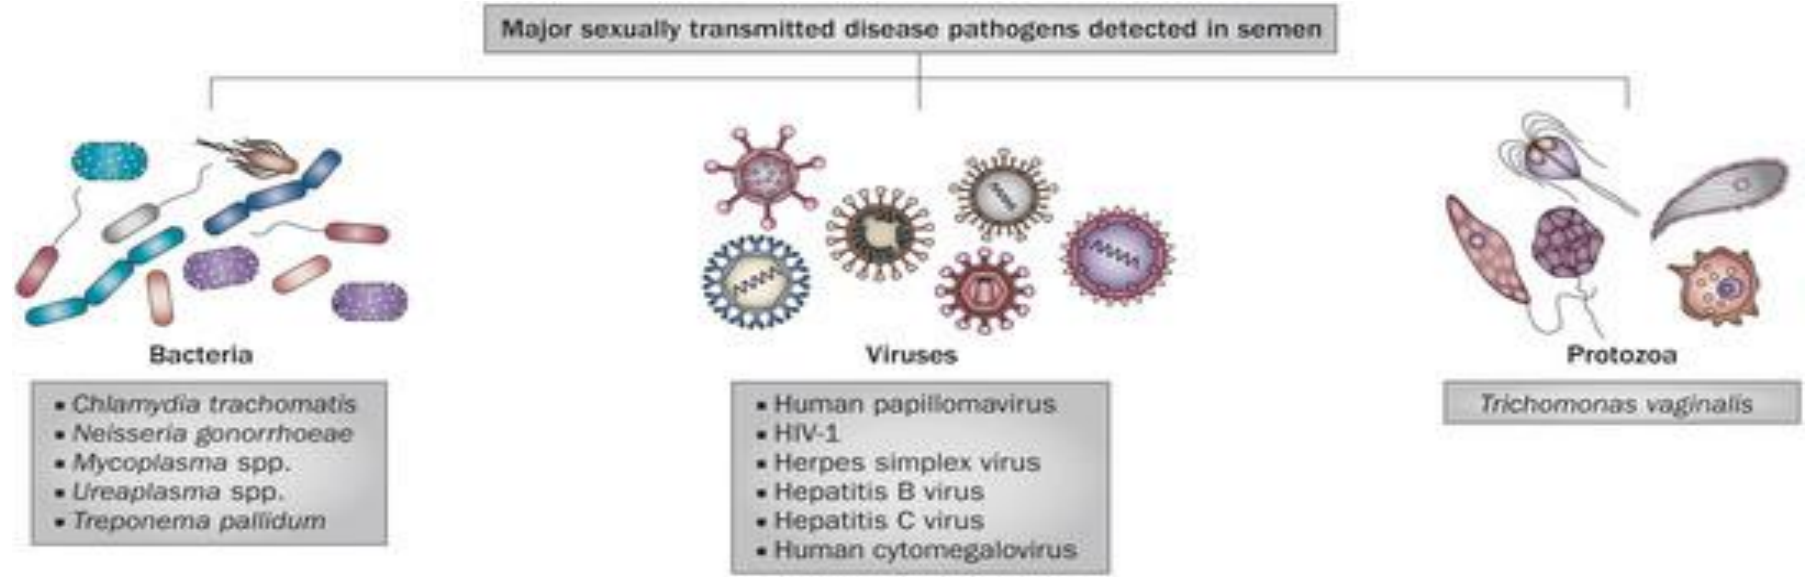 Major sexually transmitted disease pathogens detected in semen
Bacteria
▪ Chlamydia trachomatis
▪ Neisseria gonorrhoeae
▪ Mycoplasma spp.
▪ Ureaplasma spp.
▪ Treponema pallidum
Viruses
▪ Human papillomavirus
▪ HIV-1
▪ Herpes simplex virus
▪ Hepatitis B virus
▪ Hepatitis C virus
▪ Human cytomegalovirus
Protozoa
Trichomonas vaginalis